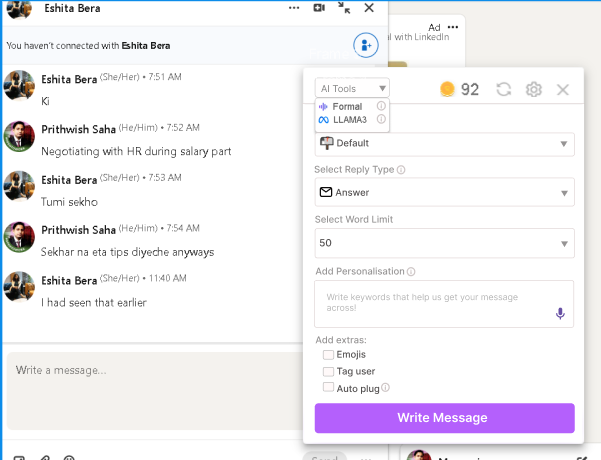 Eshita Bera
Ad
You haven't connected with Eshita Bera
with LinkedIn
Eshita Bera (She/Her) • 7:51 AM
Ki
Prithwish Saha (He/Him) • 7:52 AM
Negotiating with HR during salary part
Eshita Bera (She/Her) • 7:53 AM
Tumi sekho
Prithwish Saha (He/Him) • 7:54 AM
Sekhar na eta tips diyeche anyways
Eshita Bera (She/Her) • 11:40 AM
I had seen that earlier
Write a message...
AI Tools
92
Formal
LLAMA3
Default
Select Reply Type
Answer
Select Word Limit
50
Add Personalisation
Write keywords that help us get your message
across!
Add extras:
Emojis
Tag user
Auto plug
Write Message